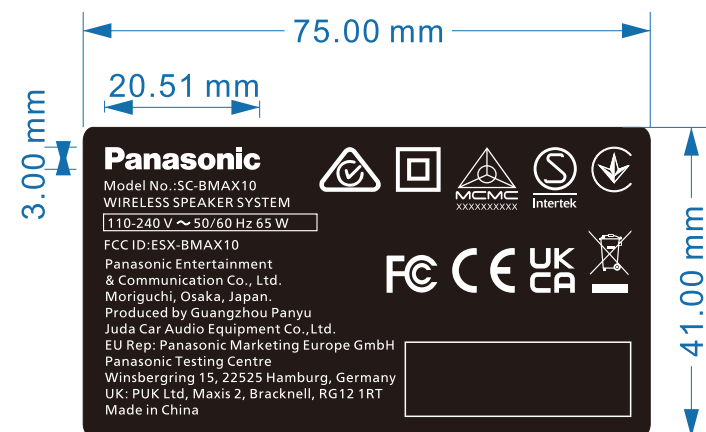 75.00 mm
20.51 mm
3.00 mm
Panasonic
Model No.:SC-BMAX10
WIRELESS SPEAKER SYSTEM
110-240 V ~ 50/60 Hz 65 W
FCC ID:ESX-BMAX10
Panasonic Entertainment
& Communication Co., Ltd.
Moriguchi, Osaka, Japan.
Produced by Guangzhou Panyu
Juda Car Audio Equipment Co.,Ltd.
EU Rep: Panasonic Marketing Europe GmbH
Panasonic Testing Centre
Winsbergring 15, 22525 Hamburg, Germany
UK: PUK Ltd, Maxis 2, Bracknell, RG12 1RT
Made in China
MCMC
xxxxxxxxxx
S
Intertek
FC
CE
UK
CA
41.00 mm